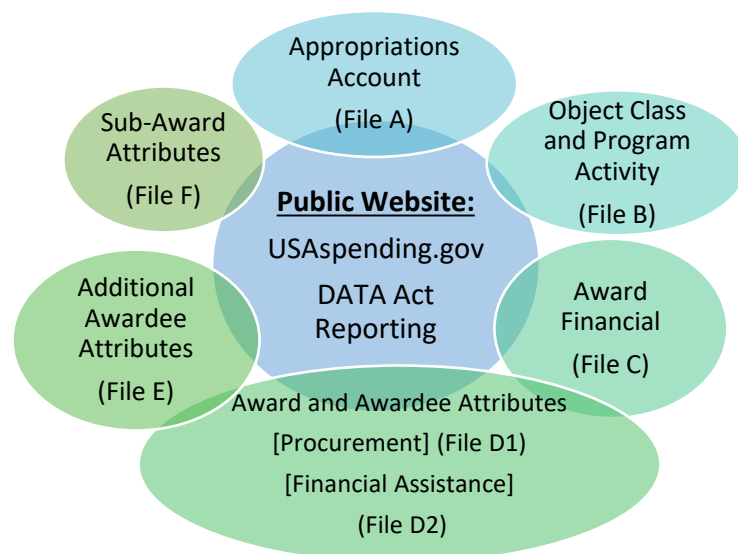 Appropriations
Account
(File A)
Object Class
and Program
Activity
(File B)
Award
Financial
(File C)
Award and Awardee Attributes
[Procurement] (File D1)
[Financial Assistance]
(File D2)
Additional
Awardee
Attributes
(File E)
Sub-Award
Attributes
(File F)
Public Website:
USAspending.gov
DATA Act
Reporting